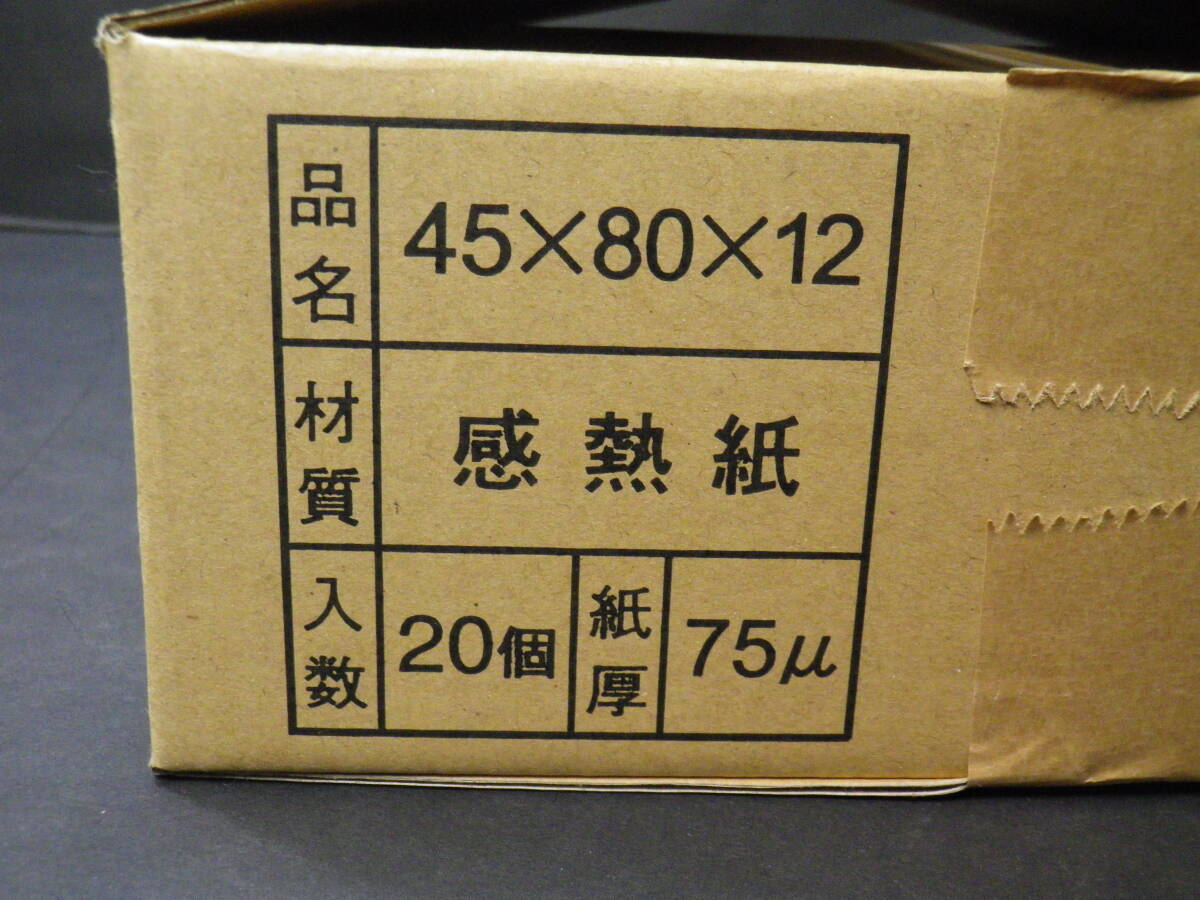 品名 45×80×12
材質 感熱紙
入数 20個 紙厚 75μ